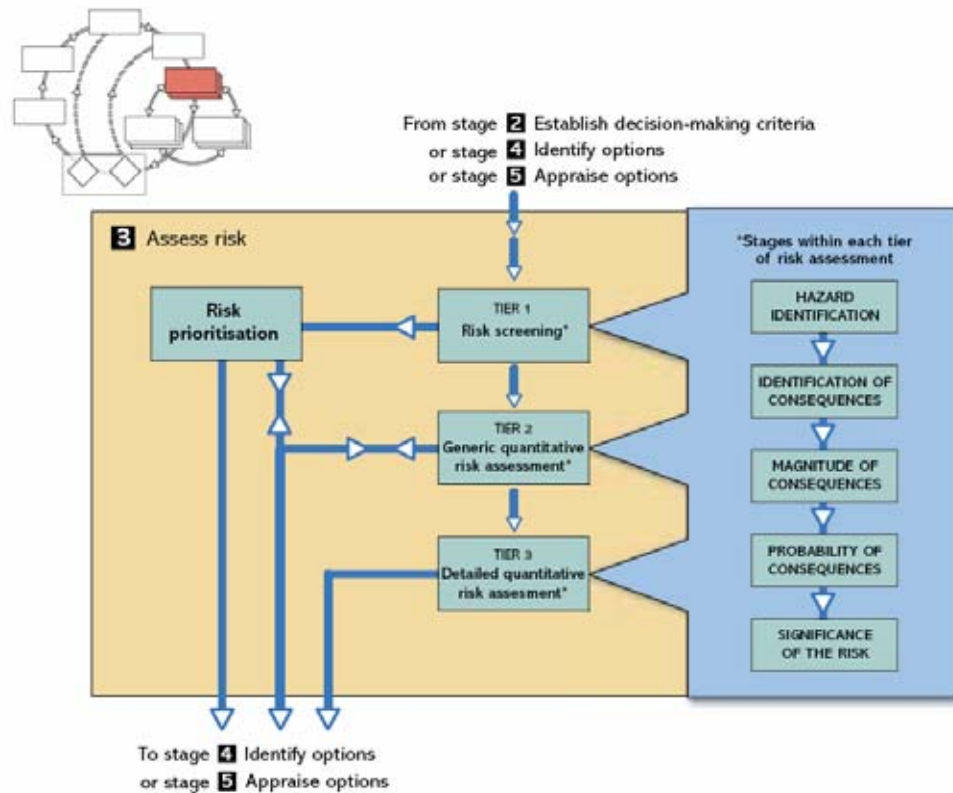 From stage 2 Establish decision-making criteria
or stage 4 Identify options
or stage 5 Appraise options
3 Assess risk
Risk
prioritisation
TIER 1
Risk screening*
TIER 2
Generic quantitative
risk assessment*
TIER 3
Detailed quantitative
risk assesment*
*Stages within each tier
of risk assessment
HAZARD
IDENTIFICATION
IDENTIFICATION OF
CONSEQUENCES
MAGNITUDE OF
CONSEQUENCES
PROBABILITY OF
CONSEQUENCES
SIGNIFICANCE
OF THE RISK
To stage 4 Identify options
or stage 5 Appraise options